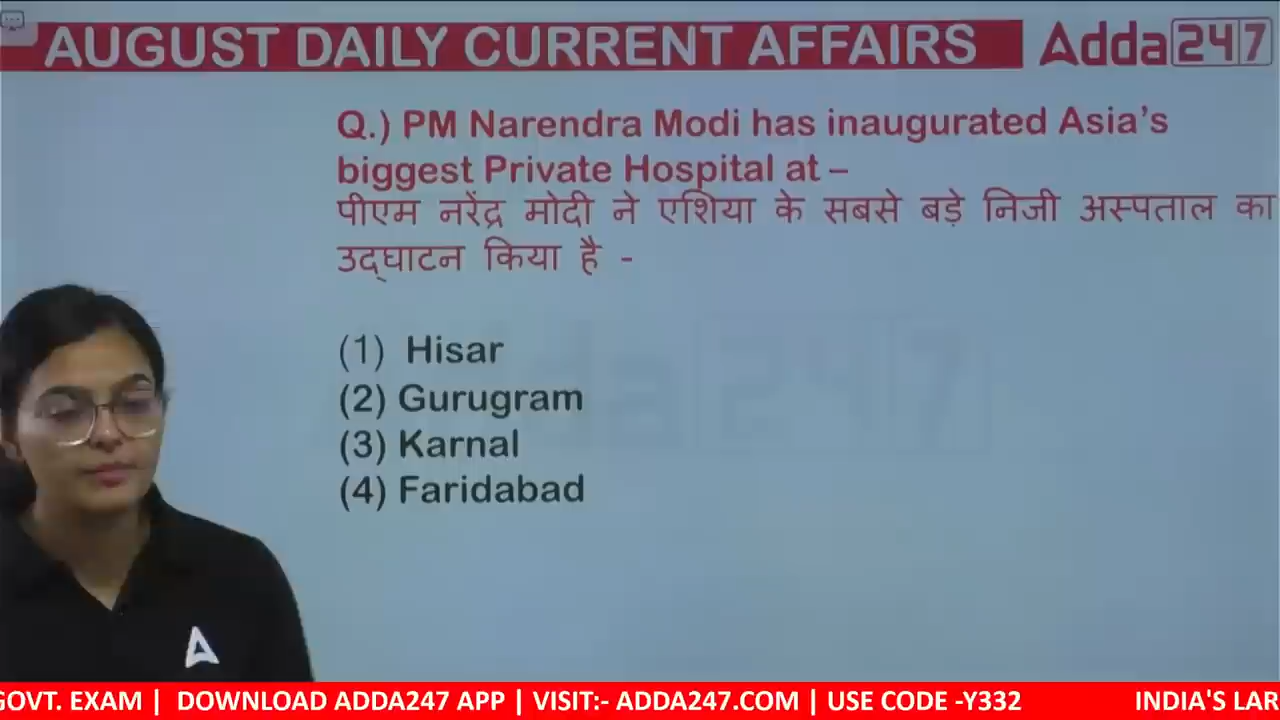 AUGUST DAILY CURRENT AFFAIRS
Adda247
Q.) PM Narendra Modi has inaugurated Asia's
biggest Private Hospital at –
पीएम नरेंद्र मोदी ने एशिया के सबसे बड़े निजी अस्पताल का
उद्घाटन किया है -
(1) Hisar
(2) Gurugram
(3) Karnal
(4) Faridabad
GOVT. EXAM | DOWNLOAD ADDA247 APP | VISIT:- ADDA247.COM | USE CODE -Y332 INDIA'S LAR